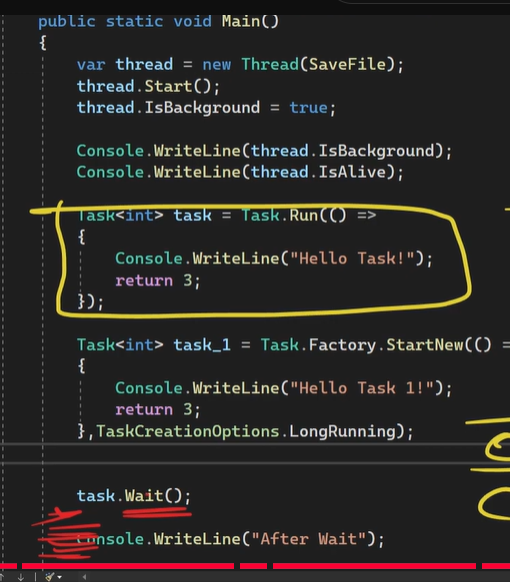 public static void Main()
{
var thread = new Thread(SaveFile);
thread.Start();
thread.IsBackground = true;
Console.WriteLine(thread.IsBackground);
Console.WriteLine(thread.IsAlive);
Task<int> task = Task.Run(() =>
{
Console.WriteLine("Hello Task!");
return 3;
});
Task<int> task_1 = Task.Factory.StartNew(() =
{
Console.WriteLine("Hello Task 1!");
return 3;
},TaskCreationOptions.LongRunning);
task.Wait();
Console.WriteLine("After Wait");